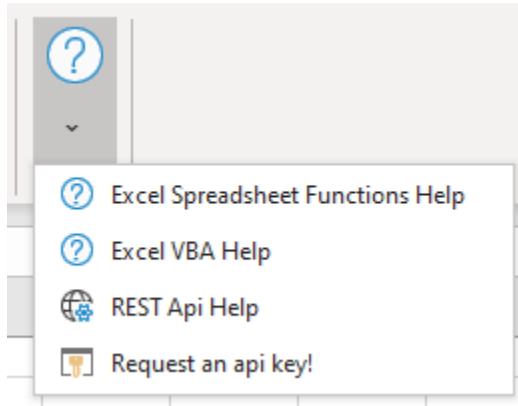 Excel Spreadsheet Functions Help
Excel VBA Help
REST Api Help
Request an api key!